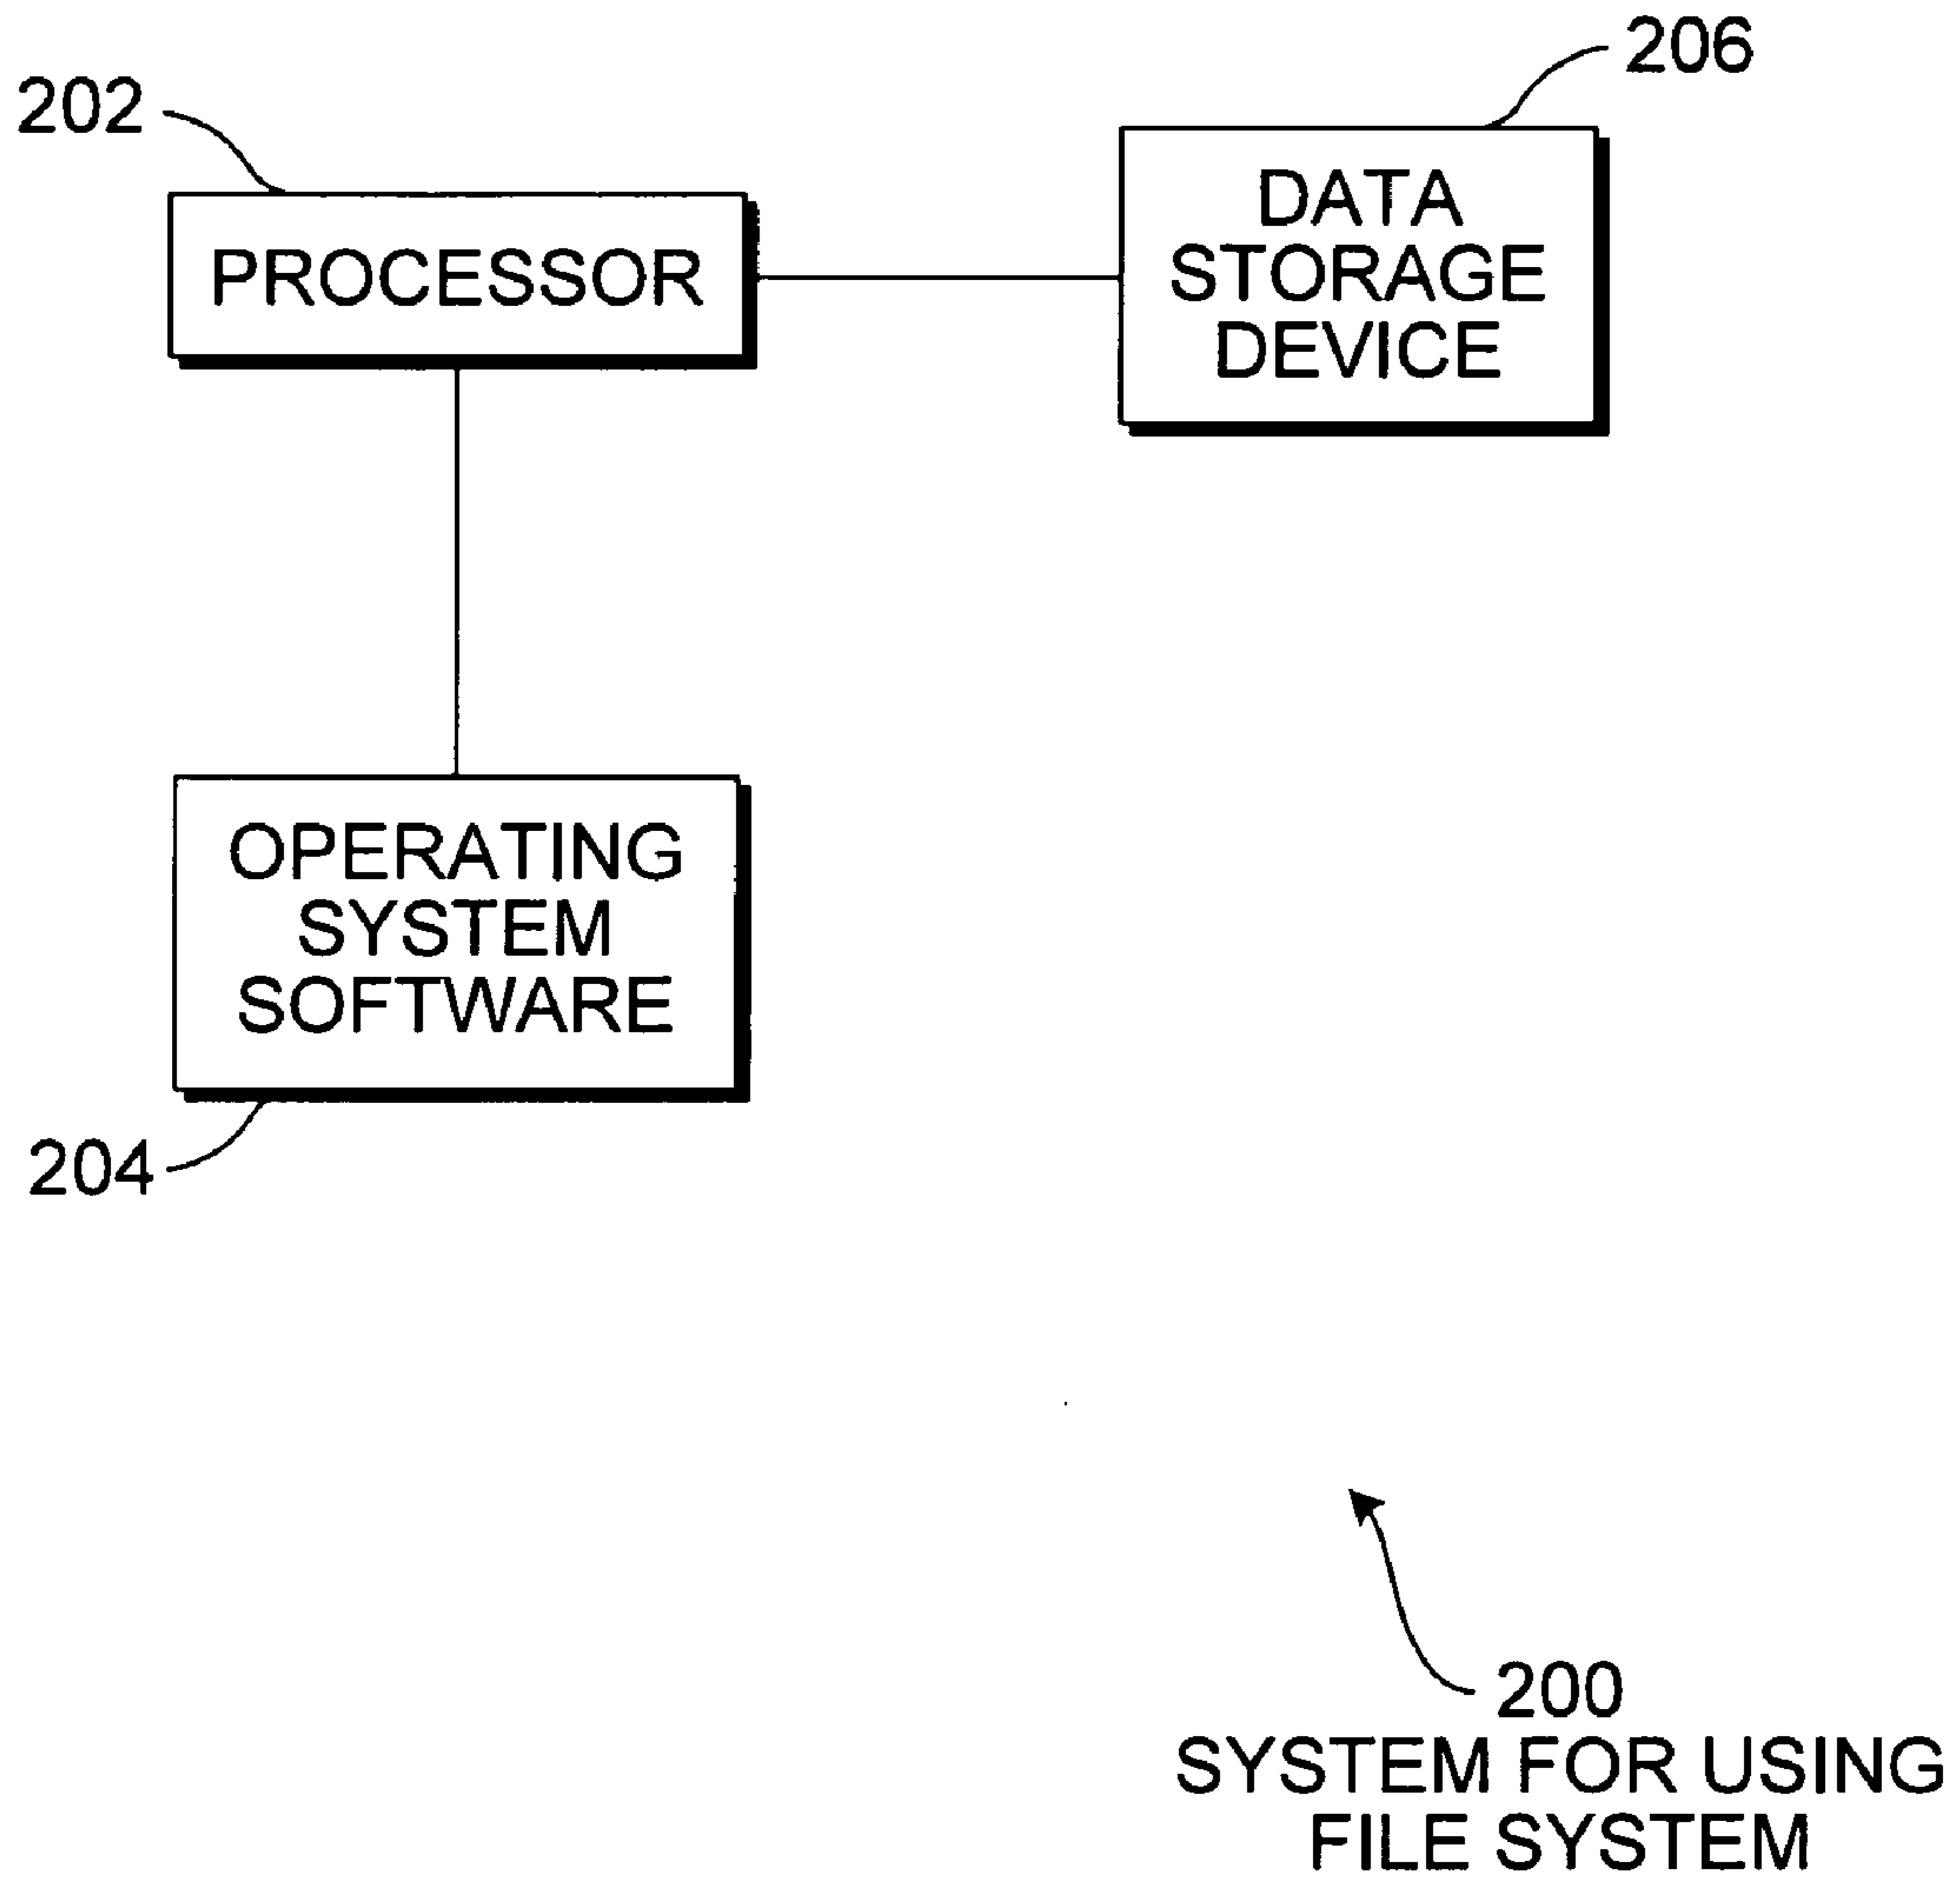 206
202
DATA
STORAGE
DEVICE
PROCESSOR
OPERATING
SYSTEM
SOFTWARE
204
200
SYSTEM FOR USING
FILE SYSTEM